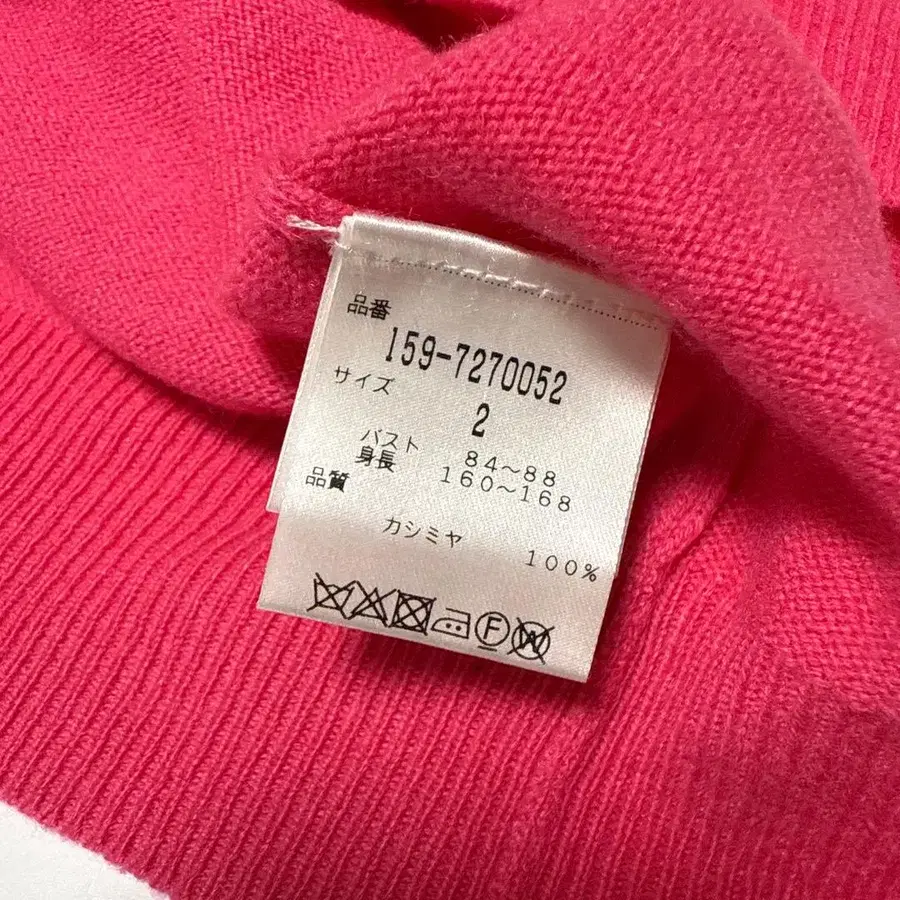 品番
159-7270052
サイズ
2
バスト 84〜88
身長 160〜168
品質
カシミヤ 100%
F
W